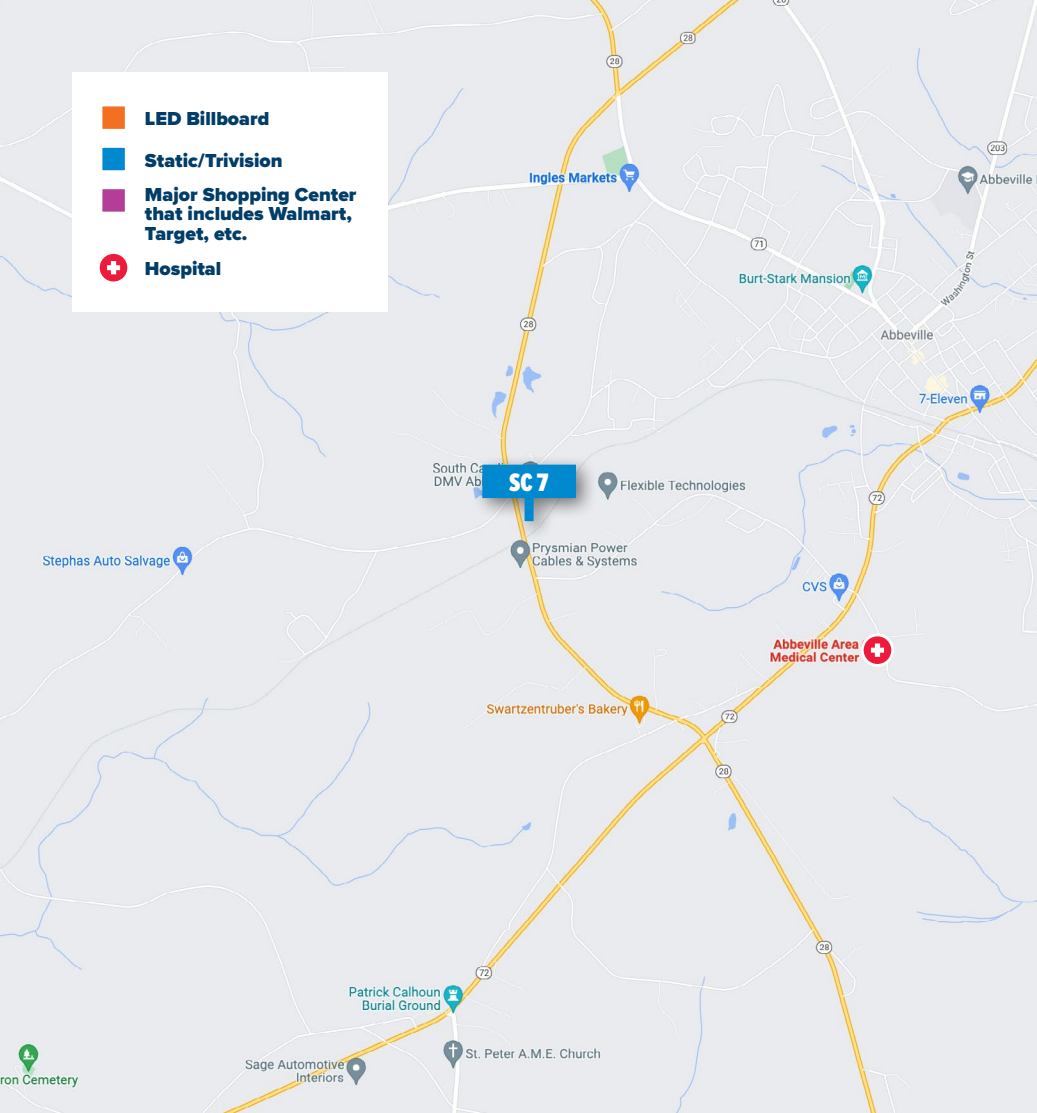 20
28
28
LED Billboard
Static/Trivision
Major Shopping Center
that includes Walmart,
Target, etc.
Hospital
203
Ingles Markets
Abbeville
71
Burt-Stark Mansion
Washington St
28
Abbeville
7-Eleven
South Ca
DMV Ab
SC 7
Flexible Technologies
72
Prysmian Power
Cables & Systems
Stephas Auto Salvage
CVS
Abbeville Area
Medical Center
Swartzentruber's Bakery
72
28
28
72
Patrick Calhoun
Burial Ground
St. Peter A.M.E. Church
Sage Automotive
Interiors
ron Cemetery